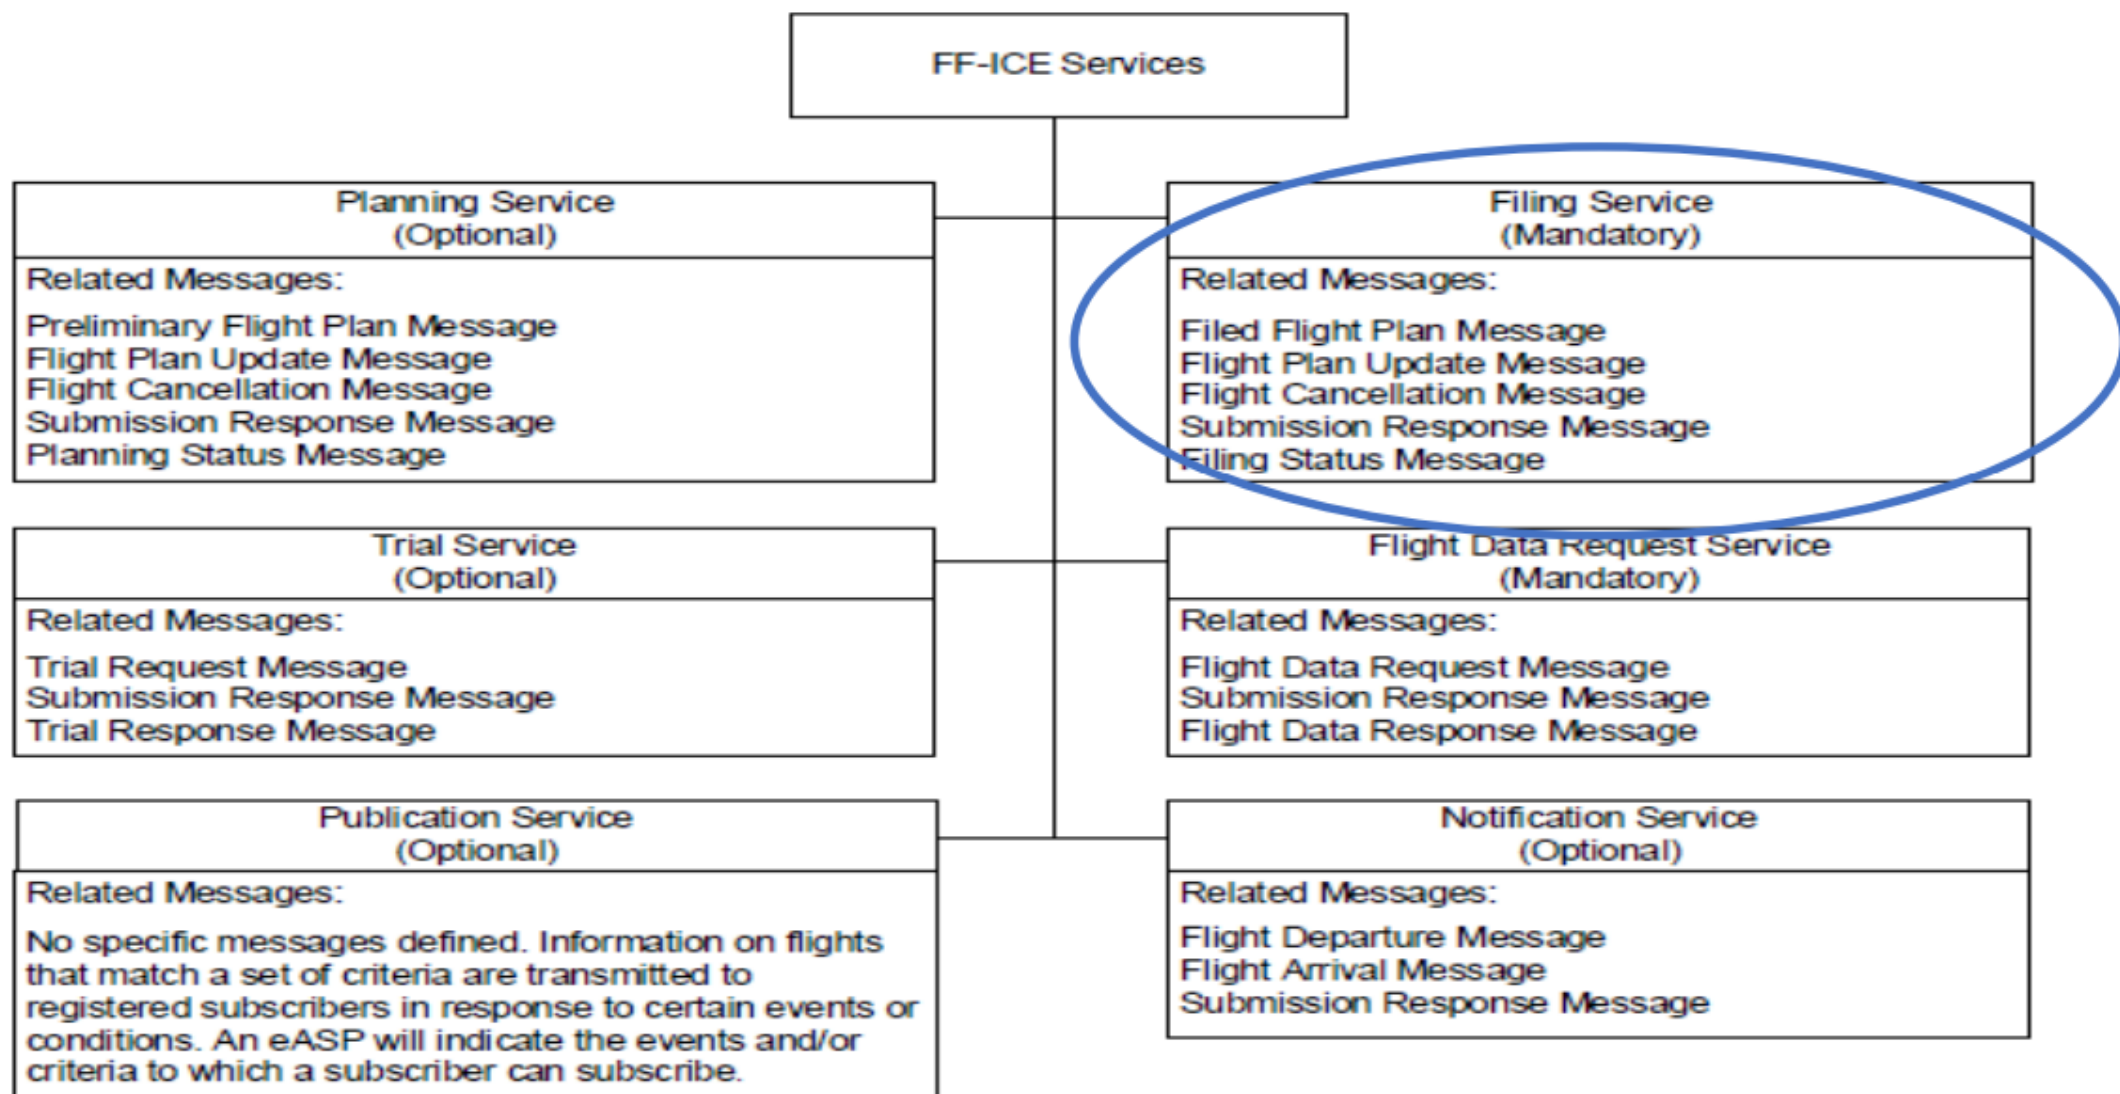 FF-ICE Services
Planning Service
(Optional)
Related Messages:
Preliminary Flight Plan Message
Flight Plan Update Message
Flight Cancellation Message
Submission Response Message
Planning Status Message
Filing Service
(Mandatory)
Related Messages:
Filed Flight Plan Message
Flight Plan Update Message
Flight Cancellation Message
Submission Response Message
Filing Status Message
Trial Service
(Optional)
Related Messages:
Trial Request Message
Submission Response Message
Trial Response Message
Flight Data Request Service
(Mandatory)
Related Messages:
Flight Data Request Message
Submission Response Message
Flight Data Response Message
Publication Service
(Optional)
Related Messages:
No specific messages defined. Information on flights
that match a set of criteria are transmitted to
registered subscribers in response to certain events or
conditions. An eASP will indicate the events and/or
criteria to which a subscriber can subscribe.
Notification Service
(Optional)
Related Messages:
Flight Departure Message
Flight Arrival Message
Submission Response Message